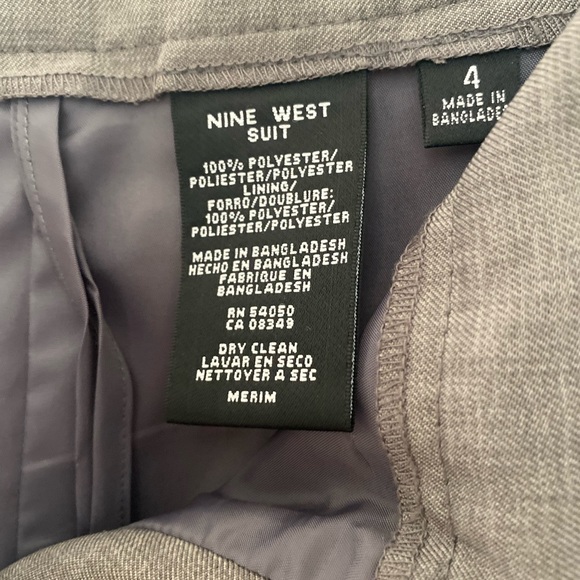 NINE WEST
SUIT
100% POLYESTER/
POLIESTER/POLYESTER
LINING/
FORRO/DOUBLURE:
100% POLYESTER/
POLIESTER/POLYESTER
MADE IN BANGLADESH
HECHO EN BANGLADESH
FABRIQUE EN
BANGLADESH
RN 54050
CA 08349
DRY CLEAN
LAVAR EN SECO
NETTOYER A SEC
MERIM
4
MADE IN
BANGLADES